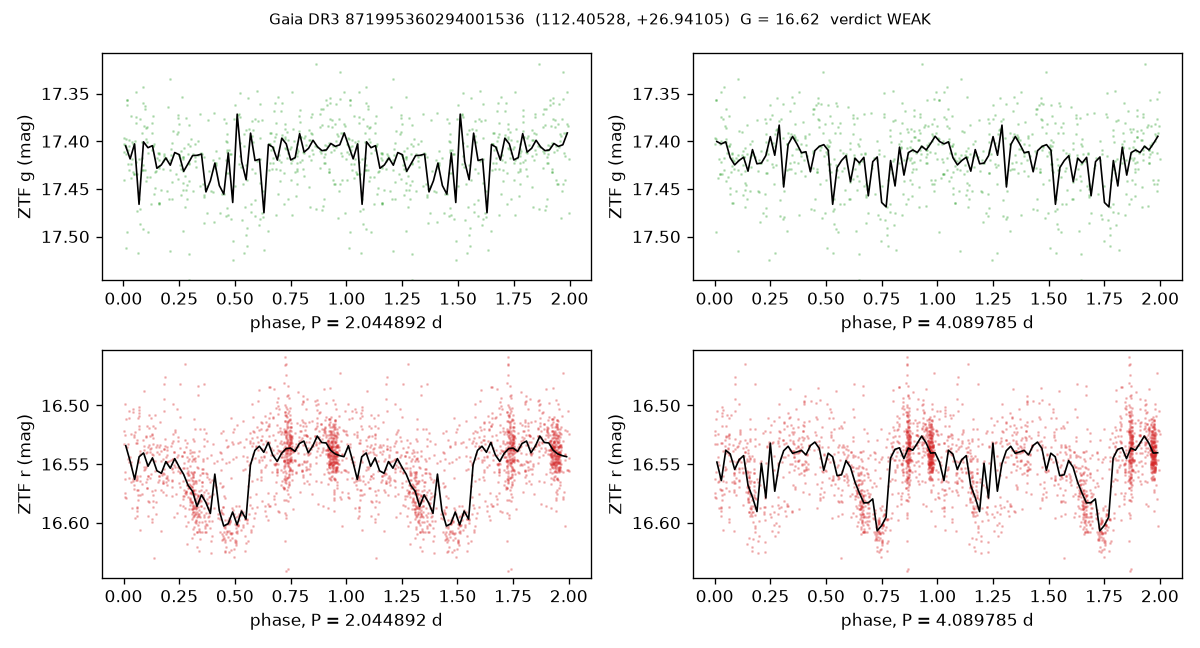 Gaia DR3 871995360294001536 (112.40528, +26.94105) G = 16.62 verdict WEAK
ZTF g (mag)
17.35
17.40
17.45
17.50
0.00 0.25 0.50 0.75 1.00 1.25 1.50 1.75 2.00
phase, P = 2.044892 d
ZTF g (mag)
17.35
17.40
17.45
17.50
0.00 0.25 0.50 0.75 1.00 1.25 1.50 1.75 2.00
phase, P = 4.089785 d
ZTF r (mag)
16.50
16.55
16.60
0.00 0.25 0.50 0.75 1.00 1.25 1.50 1.75 2.00
phase, P = 2.044892 d
ZTF r (mag)
16.50
16.55
16.60
0.00 0.25 0.50 0.75 1.00 1.25 1.50 1.75 2.00
phase, P = 4.089785 d